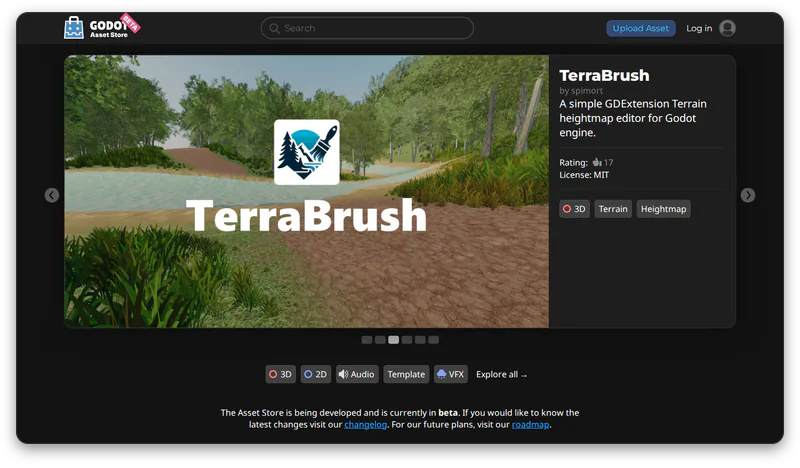 GODOT
BETA
Asset Store
Search
Upload Asset
Log in
TerraBrush
TerraBrush
by spimort
A simple GDExtension Terrain
heightmap editor for Godot
engine.
Rating: 17
License: MIT
3D
Terrain
Heightmap
3D
2D
Audio
Template
VFX
Explore all →
The Asset Store is being developed and is currently in beta. If you would like to know the
latest changes visit our changelog. For our future plans, visit our roadmap.